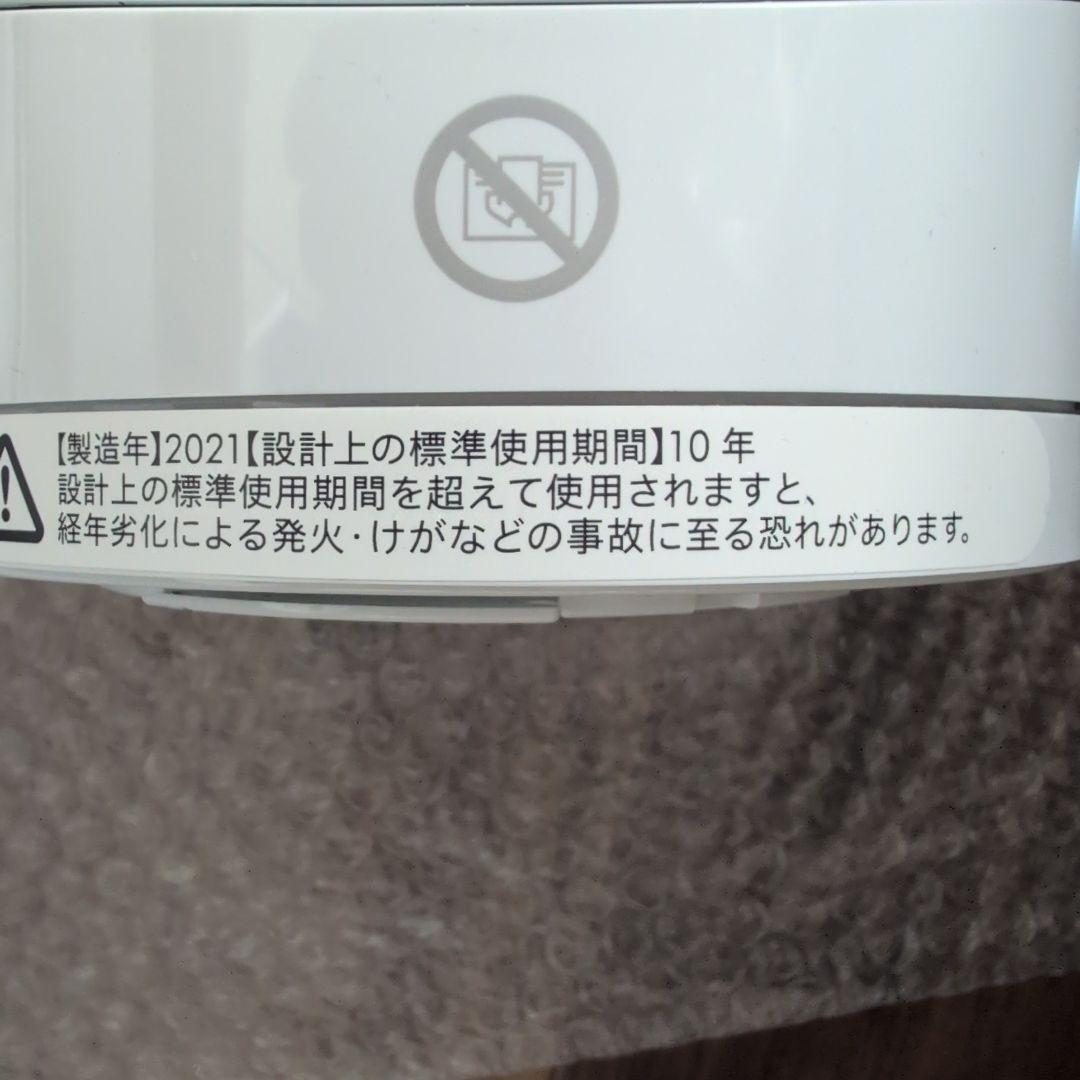 【製造年】2021【設計上の標準使用期間】10 年
設計上の標準使用期間を超えて使用されますと、
経年劣化による発火・けがなどの事故に至る恐れがあります。